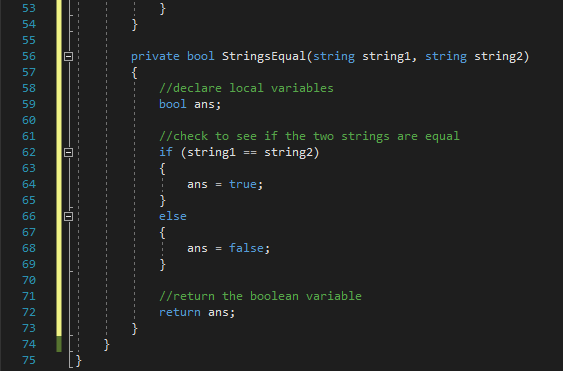 53 }
54 }
55
56 private bool StringsEqual(string string1, string string2)
57 {
58 //declare local variables
59 bool ans;
60
61 //check to see if the two strings are equal
62 if (string1 == string2)
63 {
64 ans = true;
65 }
66 else
67 {
68 ans = false;
69 }
70
71 //return the boolean variable
72 return ans;
73 }
74 }
75 }